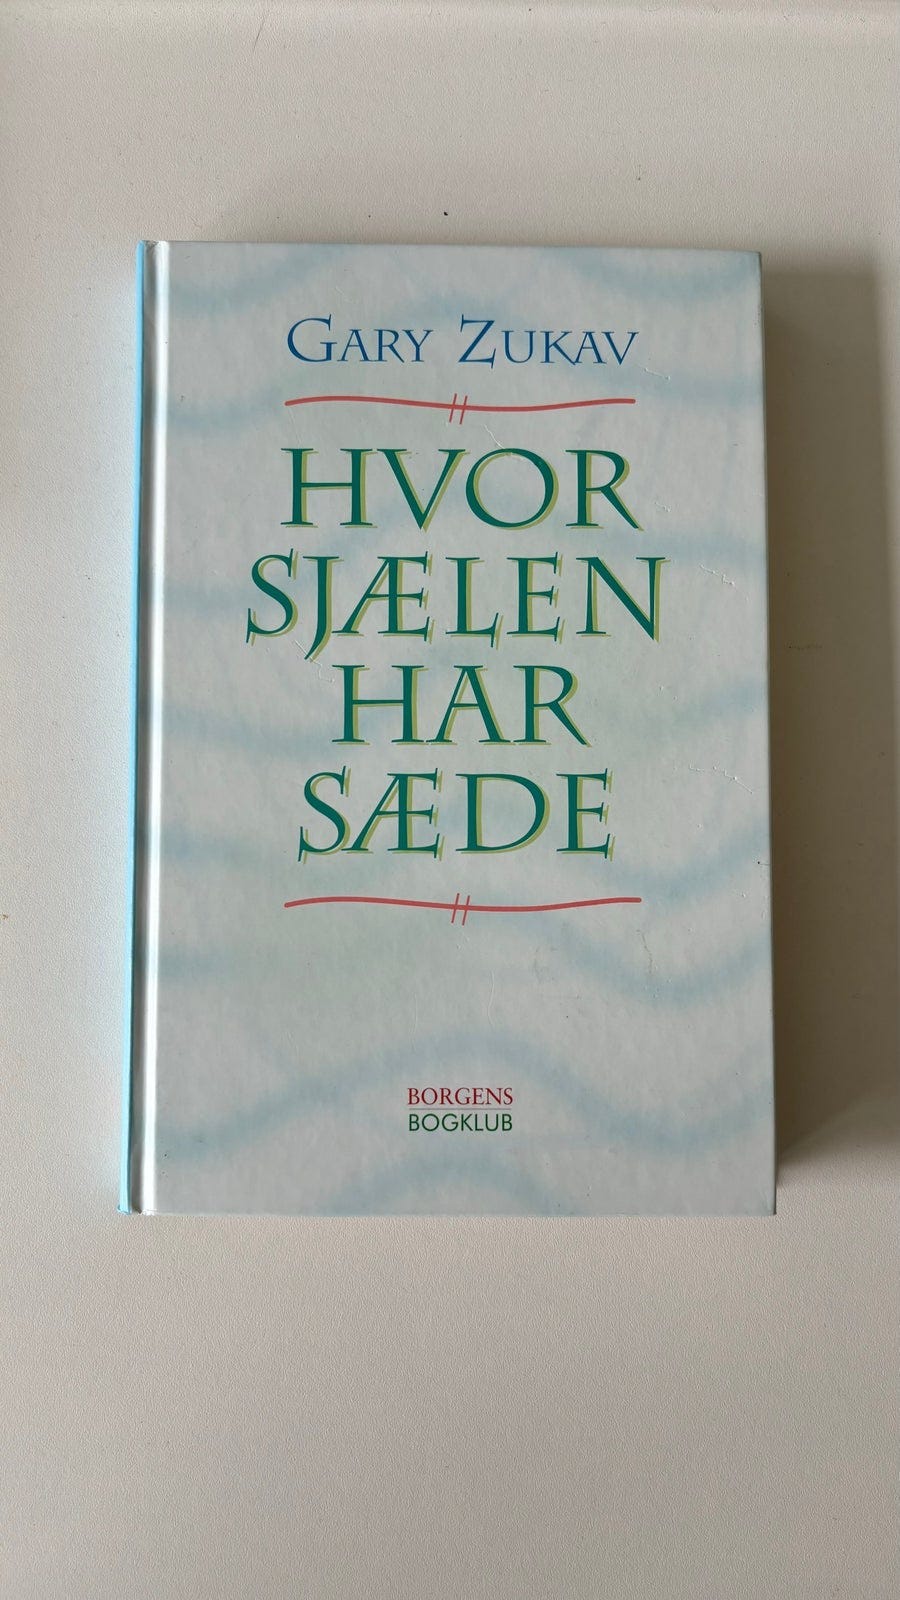 GARY ZUKAV
HVOR
SJÆLEN
HAR
SÆDE
BORGENS
BOGKLUB